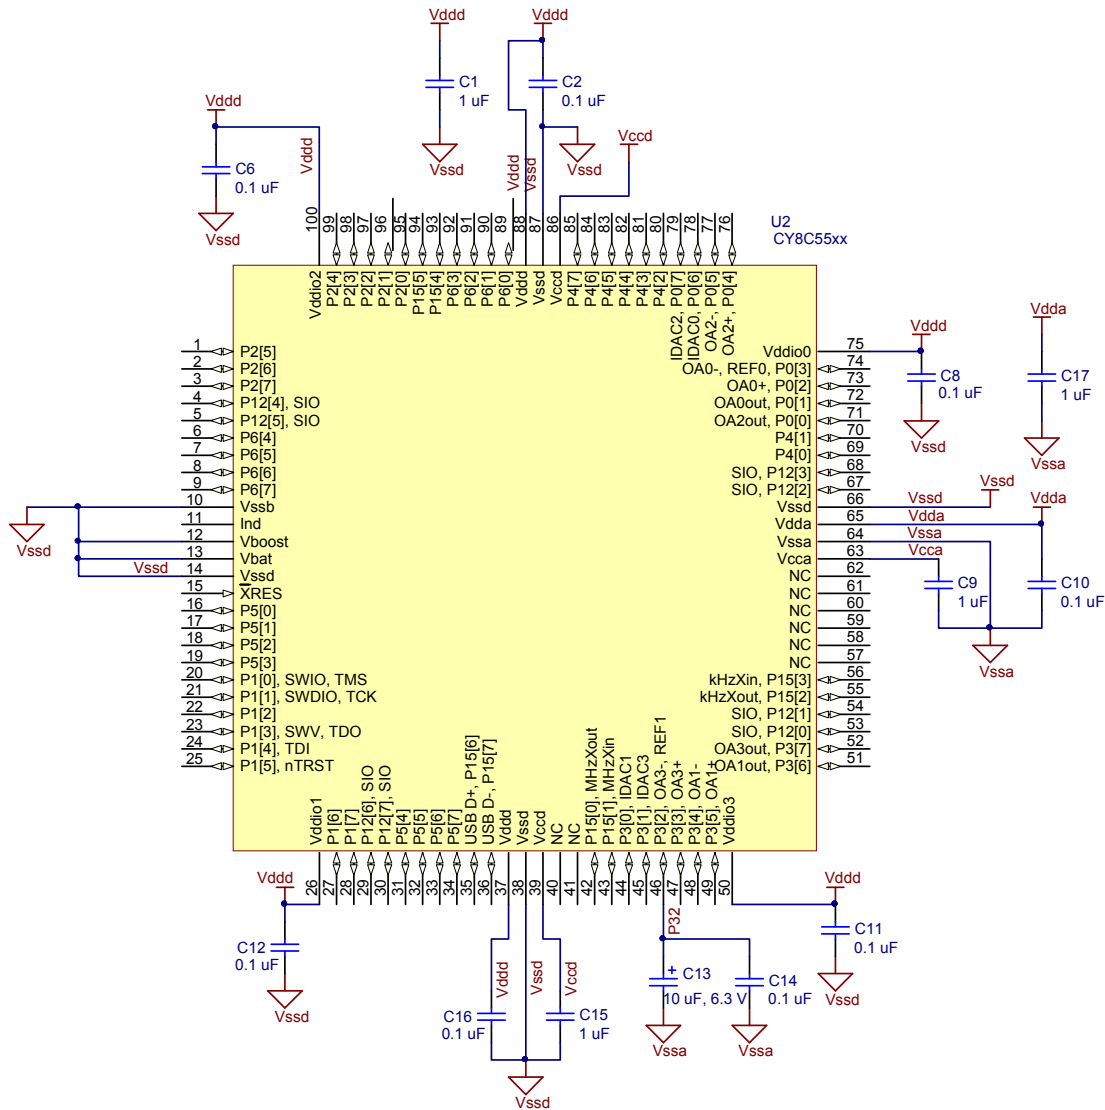 Vddd
Vddd
C1
1 uF
C2
0.1 uF
Vssd
Vssd
Vddd
Vddd
C6
0.1 uF
Vssd
Vddd
Vssd
Vccd
U2
CY8C55xx
100
99
98
97
96
95
94
93
92
91
90
89
88
87
86
85
84
83
82
81
80
79
78
77
76
Vddio2
P2[4]
P2[3]
P2[2]
P2[1]
P2[0]
P15[5]
P15[4]
P6[3]
P6[2]
P6[1]
P6[0]
Vddd
Vssd
Vccd
P4[7]
P4[6]
P4[5]
P4[4]
P4[3]
P4[2]
IDAC2, P0[7]
IDAC0, P0[6]
OA2-, P0[5]
OA2+, P0[4]
1 P2[5]
2 P2[6]
3 P2[7]
4 P12[4], SIO
5 P12[5], SIO
6 P6[4]
7 P6[5]
8 P6[6]
9 P6[7]
10 Vssb
11 Ind
12 Vboost
13 Vbat
Vssd 14 Vssd
15 XRES
16 P5[0]
17 P5[1]
18 P5[2]
19 P5[3]
20 P1[0], SWIO, TMS
21 P1[1], SWDIO, TCK
22 P1[2]
23 P1[3], SWV, TDO
24 P1[4], TDI
25 P1[5], nTRST
Vssd
Vddio0 75
OA0-, REF0, P0[3] 74
OA0+, P0[2] 73
OA0out, P0[1] 72
OA2out, P0[0] 71
P4[1] 70
P4[0] 69
SIO, P12[3] 68
SIO, P12[2] 67
Vssd 66 Vssd
Vdda 65 Vdda
Vssa 64 Vssa
Vcca 63 Vcca
NC 62
NC 61
NC 60
NC 59
NC 58
NC 57
kHzXin, P15[3] 56
kHzXout, P15[2] 55
SIO, P12[1] 54
SIO, P12[0] 53
OA3out, P3[7] 52
OA1out, P3[6] 51
Vddd
C8
0.1 uF
Vssd
Vdda
C17
1 uF
Vssa
Vssd
Vdda
C9
1 uF
C10
0.1 uF
Vssa
Vddio1
P1[6]
P1[7]
P12[6], SIO
P12[7], SIO
P5[4]
P5[5]
P5[6]
P5[7]
USB D+, P15[6]
USB D-, P15[7]
Vddd
Vssd
Vccd
NC
NC
P15[0], MHzXout
P15[1], MHzXin
P3[0], IDAC1
P3[1], IDAC3
P3[2], OA3-, REF1
P3[3], OA3+
P3[4], OA1-
P3[5], OA1+
Vddio3
26
27
28
29
30
31
32
33
34
35
36
37
38
39
40
41
42
43
44
45
46
47
48
49
50
Vddd
C12
0.1 uF
Vssd
Vddd
Vssd
Vccd
C16
0.1 uF
C15
1 uF
Vssd
P32
+
C13
10 uF, 6.3 V
Vssa
C14
0.1 uF
Vssa
Vddd
C11
0.1 uF
Vssd